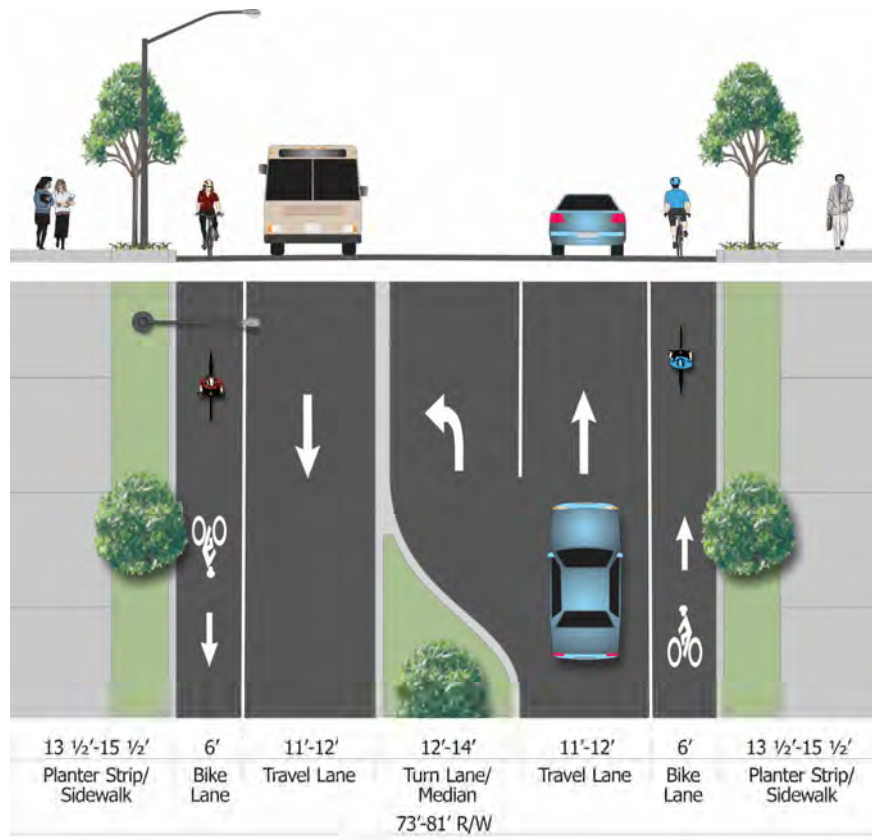 13 ½'-15 ½' 6' 11'-12' 12'-14' 11'-12' 6' 13 ½'-15 ½'
Planter Strip/ Bike Travel Lane Turn Lane/ Travel Lane Bike Planter Strip/
Sidewalk Lane Median Lane Sidewalk
73'-81' R/W